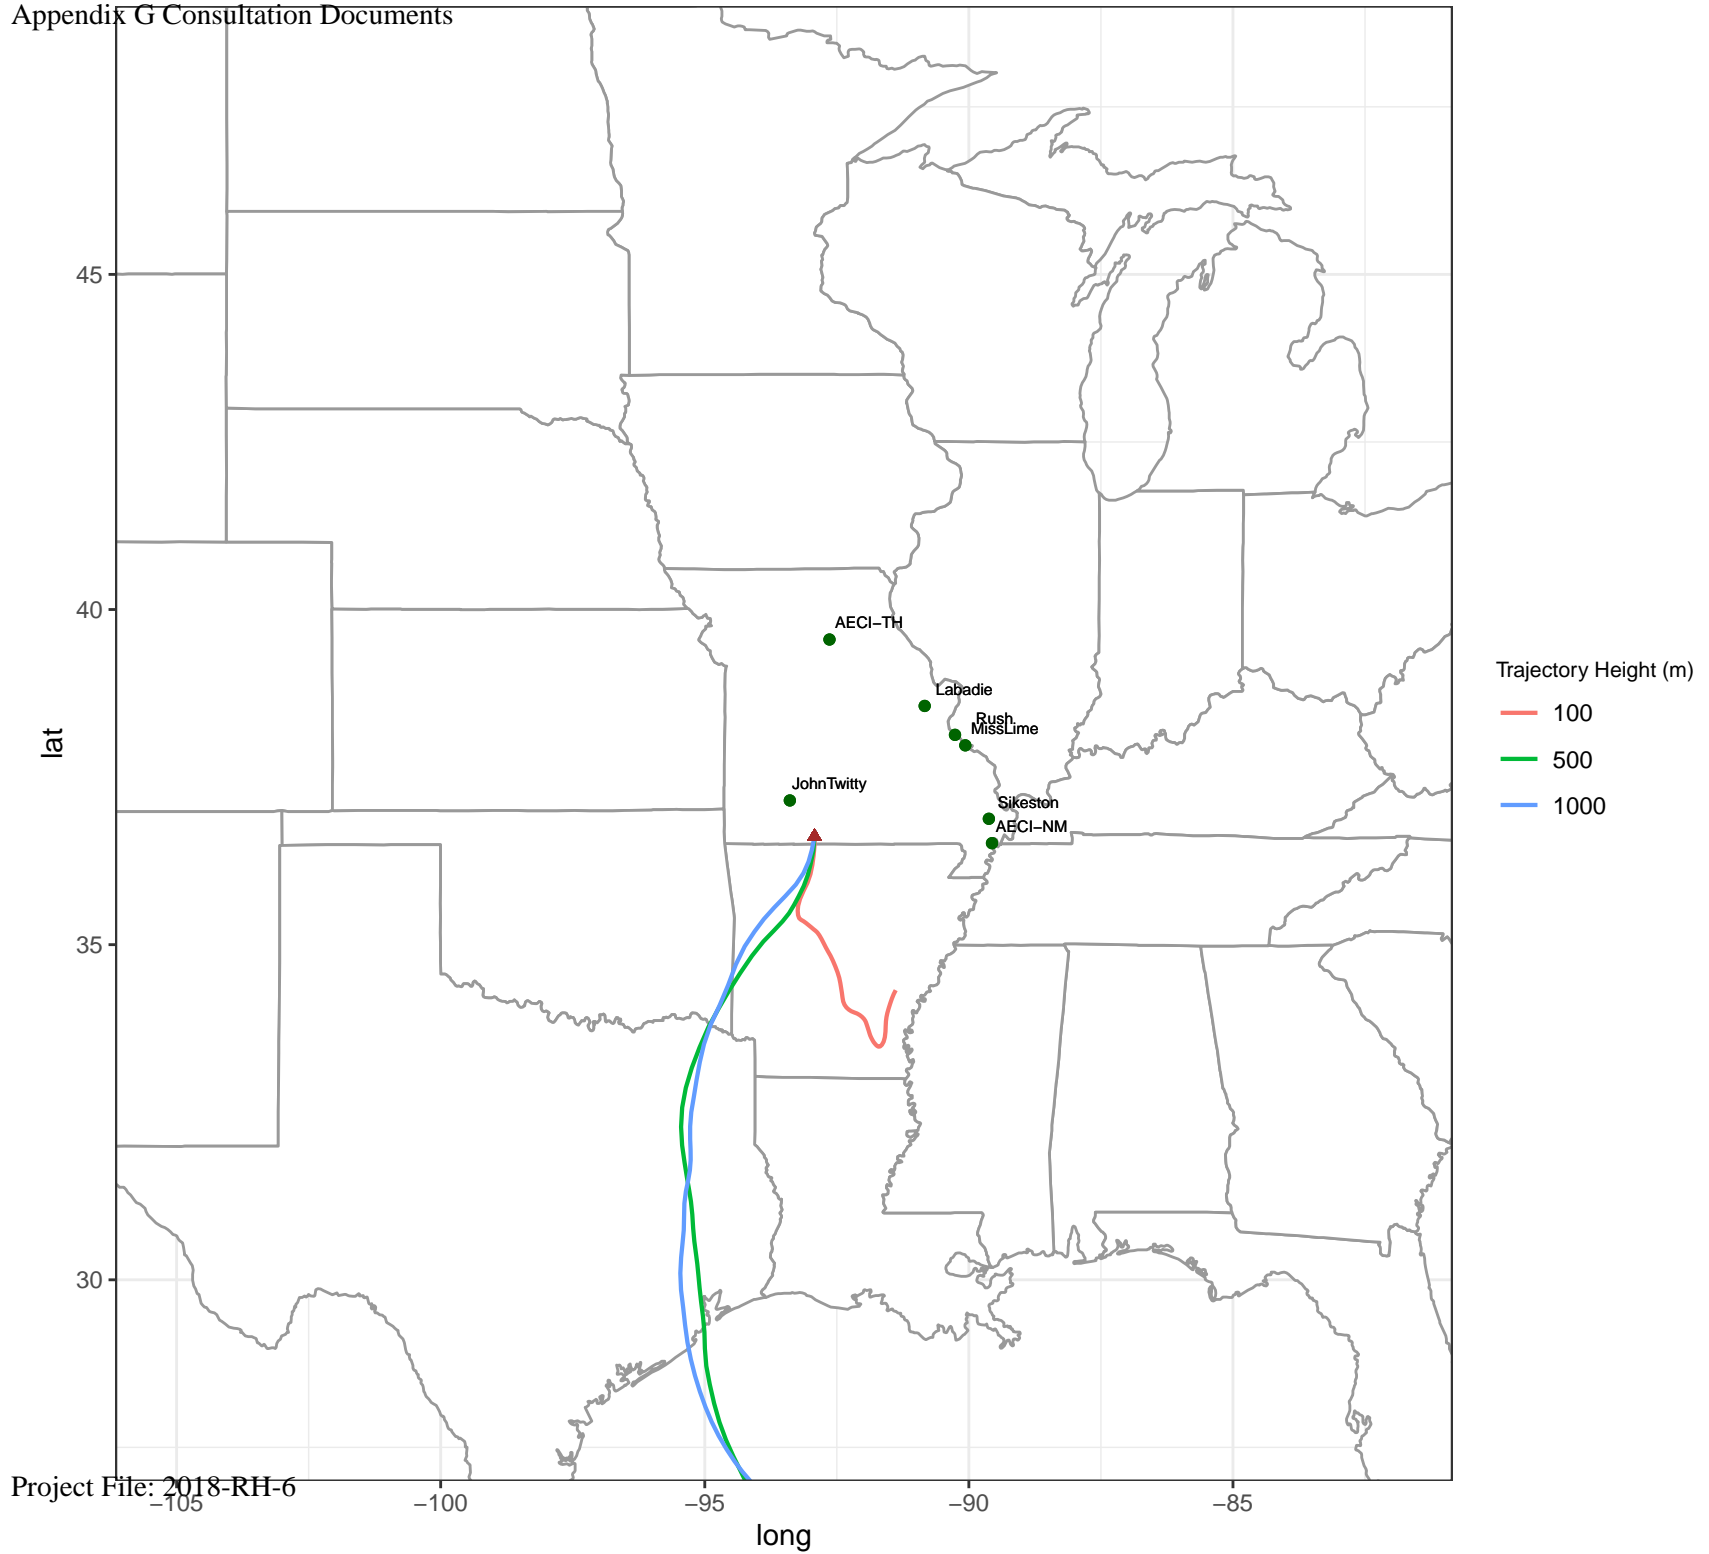 Appendix G Consultation Documents
45
40
35
30
lat
AECI−TH
Labadie
Rush
MissLime
JohnTwitty
Sikeston
AECI−NM
Trajectory Height (m)
100
500
1000
Project File: 2018-RH-6
−105
−100
−95
−90
−85
long